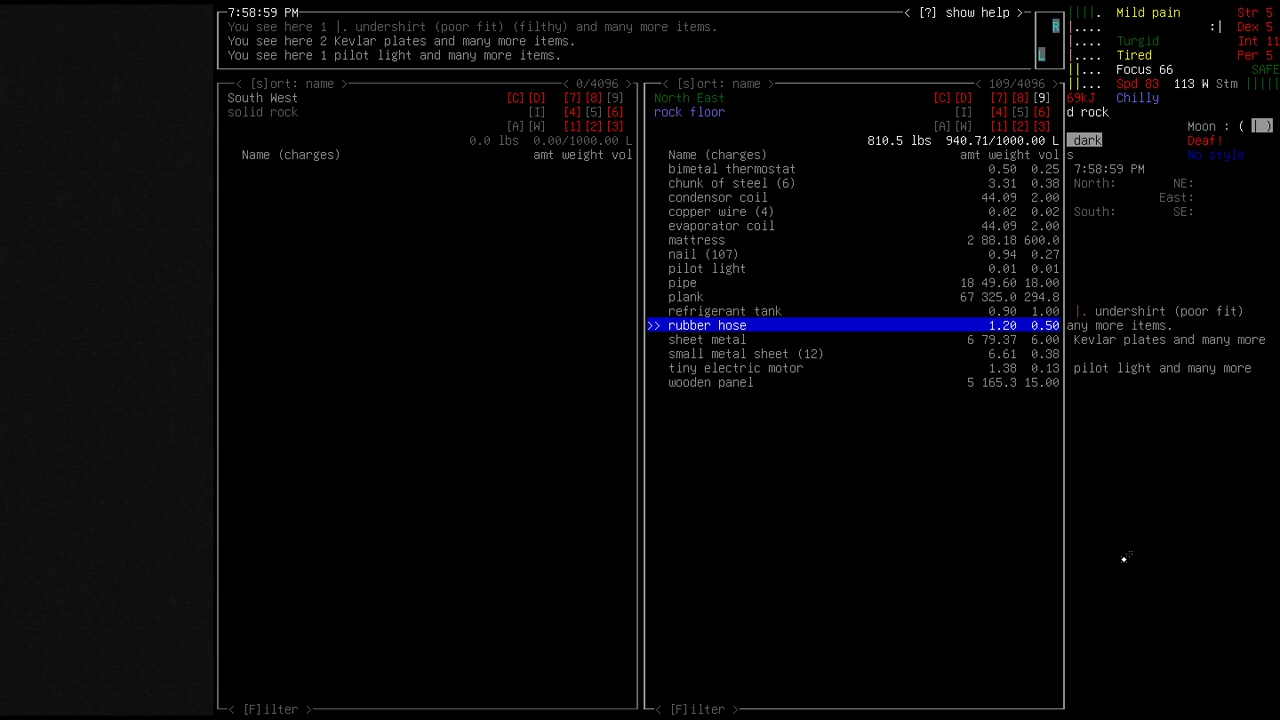 7:58:59 PM < [?] show help >
You see here 1 |. undershirt (poor fit) (filthy) and many more items. R
You see here 2 Kevlar plates and many more items.
You see here 1 pilot light and many more items. L
Mild pain Str 5
:| Dex 5
Turgid Int 11
Tired Per 5
Focus 66 SAFE
Spd 83 113 W Stm
69kJ Chilly
d rock
Moon : ( | )
dark Deaf!
s No style
7:58:59 PM
North: NE:
East:
South: SE:
|. undershirt (poor fit)
any more items.
Kevlar plates and many more
pilot light and many more
< [s]ort: name > < 0/4096 >
South West [C] [D] [7] [8] [9]
solid rock [I] [4] [5] [6]
[A] [W] [1] [2] [3]
0.0 lbs 0.00/1000.00 L
Name (charges) amt weight vol
< [F]ilter >
< [s]ort: name > < 109/4096 >
North East [C] [D] [7] [8] [9]
rock floor [I] [4] [5] [6]
[A] [W] [1] [2] [3]
810.5 lbs 940.71/1000.00 L
Name (charges) amt weight vol
bimetal thermostat 0.50 0.25
chunk of steel (6) 3.31 0.38
condensor coil 44.09 2.00
copper wire (4) 0.02 0.02
evaporator coil 44.09 2.00
mattress 2 88.18 600.0
nail (107) 0.94 0.27
pilot light 0.01 0.01
pipe 18 49.60 18.00
plank 67 325.0 294.8
refrigerant tank 0.90 1.00
>> rubber hose 1.20 0.50
sheet metal 6 79.37 6.00
small metal sheet (12) 6.61 0.38
tiny electric motor 1.38 0.13
wooden panel 5 165.3 15.00
< [F]ilter >